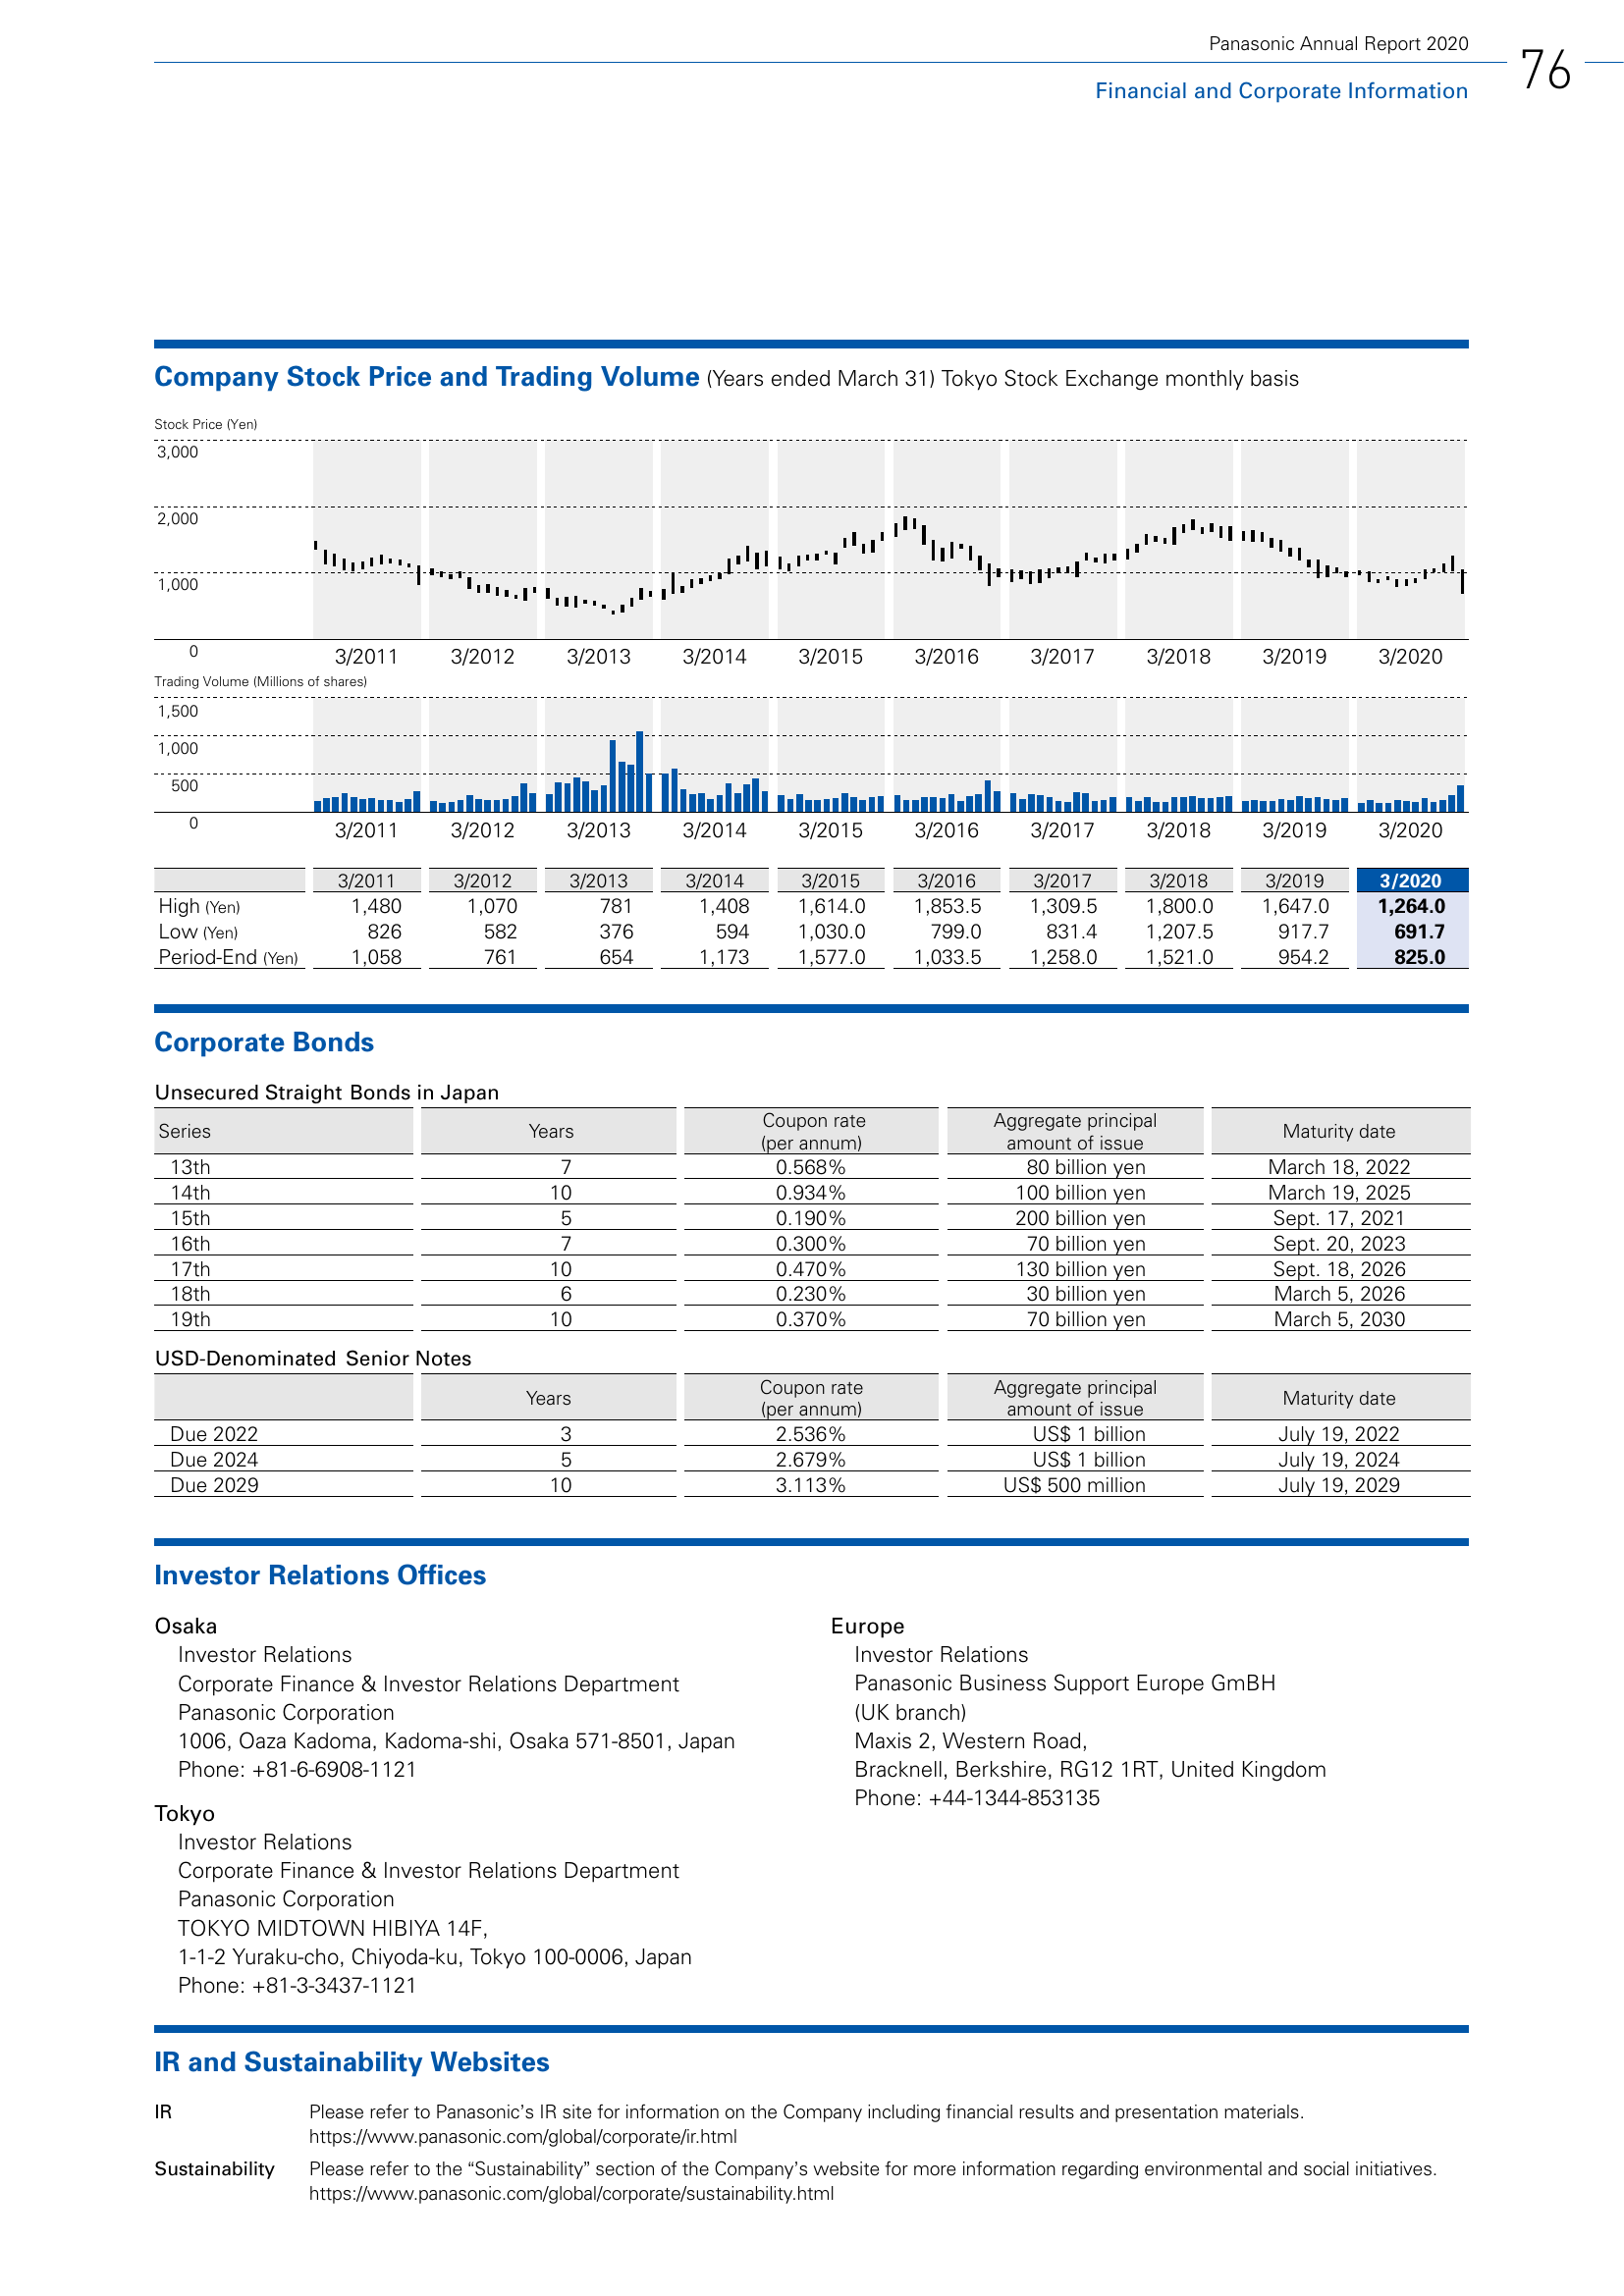 Panasonic Annual Report 2020
76
Financial and Corporate Information
Company Stock Price and Trading Volume (Years ended March 31) Tokyo Stock Exchange monthly basis
Stock Price (Yen)
3,000
2,000
1,000
0
3/2011 3/2012 3/2013 3/2014 3/2015 3/2016 3/2017 3/2018 3/2019 3/2020
Trading Volume (Millions of shares)
1,500
1,000
500
0
3/2011 3/2012 3/2013 3/2014 3/2015 3/2016 3/2017 3/2018 3/2019 3/2020
3/2011 3/2012 3/2013 3/2014 3/2015 3/2016 3/2017 3/2018 3/2019 3/2020
High (Yen) 1,480 1,070 781 1,408 1,614.0 1,853.5 1,309.5 1,800.0 1,647.0 1,264.0
Low (Yen) 826 582 376 594 1,030.0 799.0 831.4 1,207.5 917.7 691.7
Period-End (Yen) 1,058 761 654 1,173 1,577.0 1,033.5 1,258.0 1,521.0 954.2 825.0
Corporate Bonds
Unsecured Straight Bonds in Japan
Series Years Coupon rate (per annum) Aggregate principal amount of issue Maturity date
13th 7 0.568% 80 billion yen March 18, 2022
14th 10 0.934% 100 billion yen March 19, 2025
15th 5 0.190% 200 billion yen Sept. 17, 2021
16th 7 0.300% 70 billion yen Sept. 20, 2023
17th 10 0.470% 130 billion yen Sept. 18, 2026
18th 6 0.230% 30 billion yen March 5, 2026
19th 10 0.370% 70 billion yen March 5, 2030
USD-Denominated Senior Notes
Years Coupon rate (per annum) Aggregate principal amount of issue Maturity date
Due 2022 3 2.536% US$ 1 billion July 19, 2022
Due 2024 5 2.679% US$ 1 billion July 19, 2024
Due 2029 10 3.113% US$ 500 million July 19, 2029
Investor Relations Offices
Osaka
Investor Relations
Corporate Finance & Investor Relations Department
Panasonic Corporation
1006, Oaza Kadoma, Kadoma-shi, Osaka 571-8501, Japan
Phone: +81-6-6908-1121
Tokyo
Investor Relations
Corporate Finance & Investor Relations Department
Panasonic Corporation
TOKYO MIDTOWN HIBIYA 14F,
1-1-2 Yuraku-cho, Chiyoda-ku, Tokyo 100-0006, Japan
Phone: +81-3-3437-1121
Europe
Investor Relations
Panasonic Business Support Europe GmBH
(UK branch)
Maxis 2, Western Road,
Bracknell, Berkshire, RG12 1RT, United Kingdom
Phone: +44-1344-853135
IR and Sustainability Websites
IR Please refer to Panasonic’s IR site for information on the Company including financial results and presentation materials.
https://www.panasonic.com/global/corporate/ir.html
Sustainability Please refer to the “Sustainability” section of the Company’s website for more information regarding environmental and social initiatives.
https://www.panasonic.com/global/corporate/sustainability.html